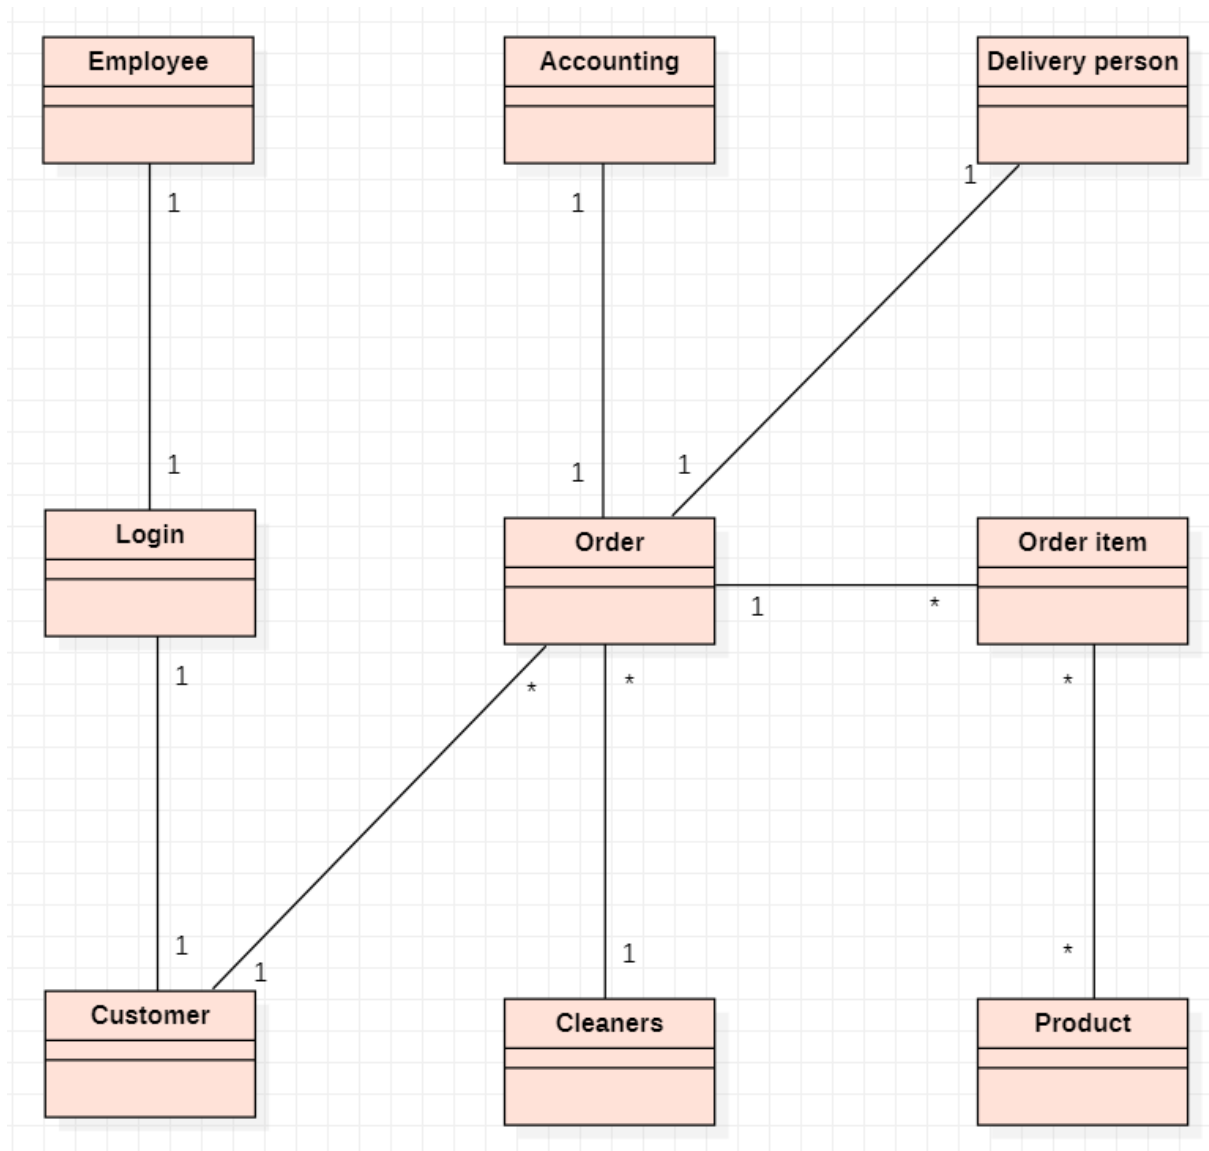 Employee
Accounting
Delivery person
1
1
1
1
1
1
Login
Order
Order item
1
*
1
*
*
*
1
1
1
*
Customer
Cleaners
Product